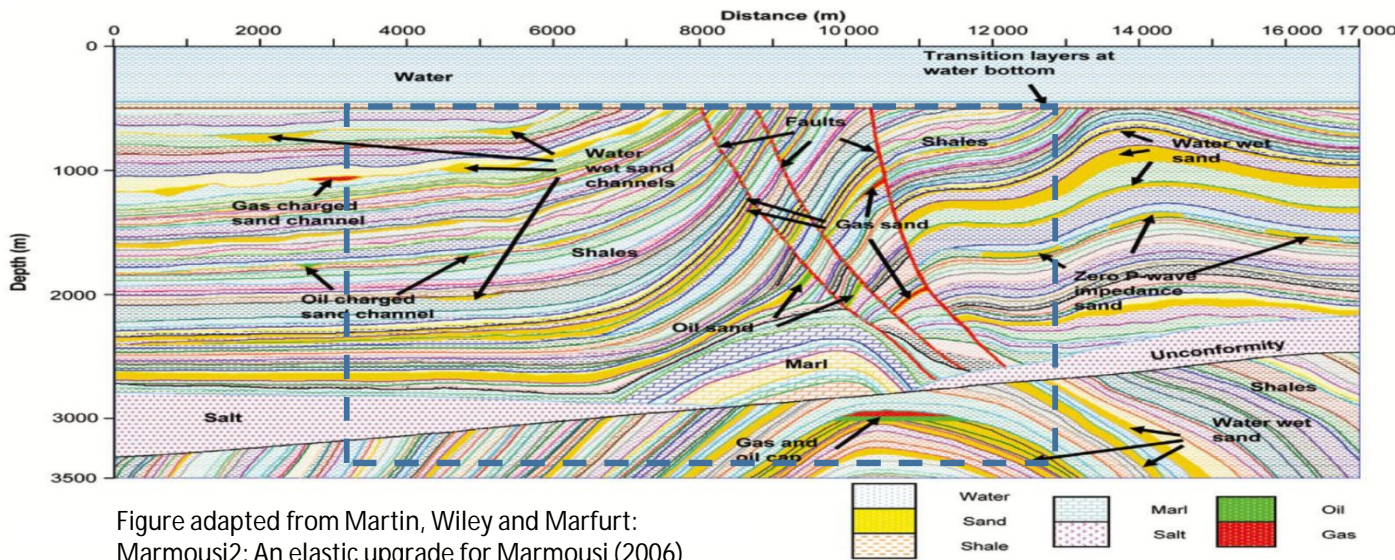 Distance (m)
0 2000 4000 6000 8000 10 000 12 000 14 000 16 000 17 000
0
Transition layers at
water bottom
Water
Faults
Shales
Water
wet sand
channels
Water wet
sand
1000
Gas charged
sand channel
Gas sand
Depth (m)
Shales
Zero P-wave
impedance
sand
2000
Oil charged
sand channel
Oil sand
Unconformity
Marl
Shales
3000
Salt
Gas and
oil cap
Water wet
sand
3500
Water
Sand
Shale
Marl
Salt
Oil
Gas
Figure adapted from Martin, Wiley and Marfurt:
Marmousi2: An elastic upgrade for Marmousi (2006)